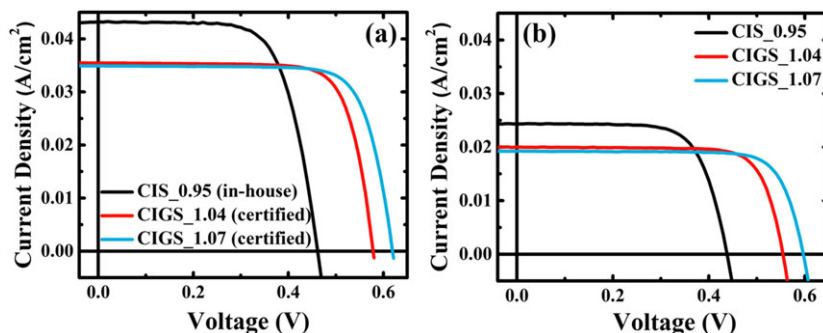 (a)
Current Density (A/cm²)
0.04
0.03
0.02
0.01
0.00
CIS_0.95 (in-house)
CIGS_1.04 (certified)
CIGS_1.07 (certified)
0.0 0.2 0.4 0.6
Voltage (V)
(b)
Current Density (A/cm²)
0.04
0.03
0.02
0.01
0.00
CIS_0.95
CIGS_1.04
CIGS_1.07
0.0 0.2 0.4 0.6
Voltage (V)